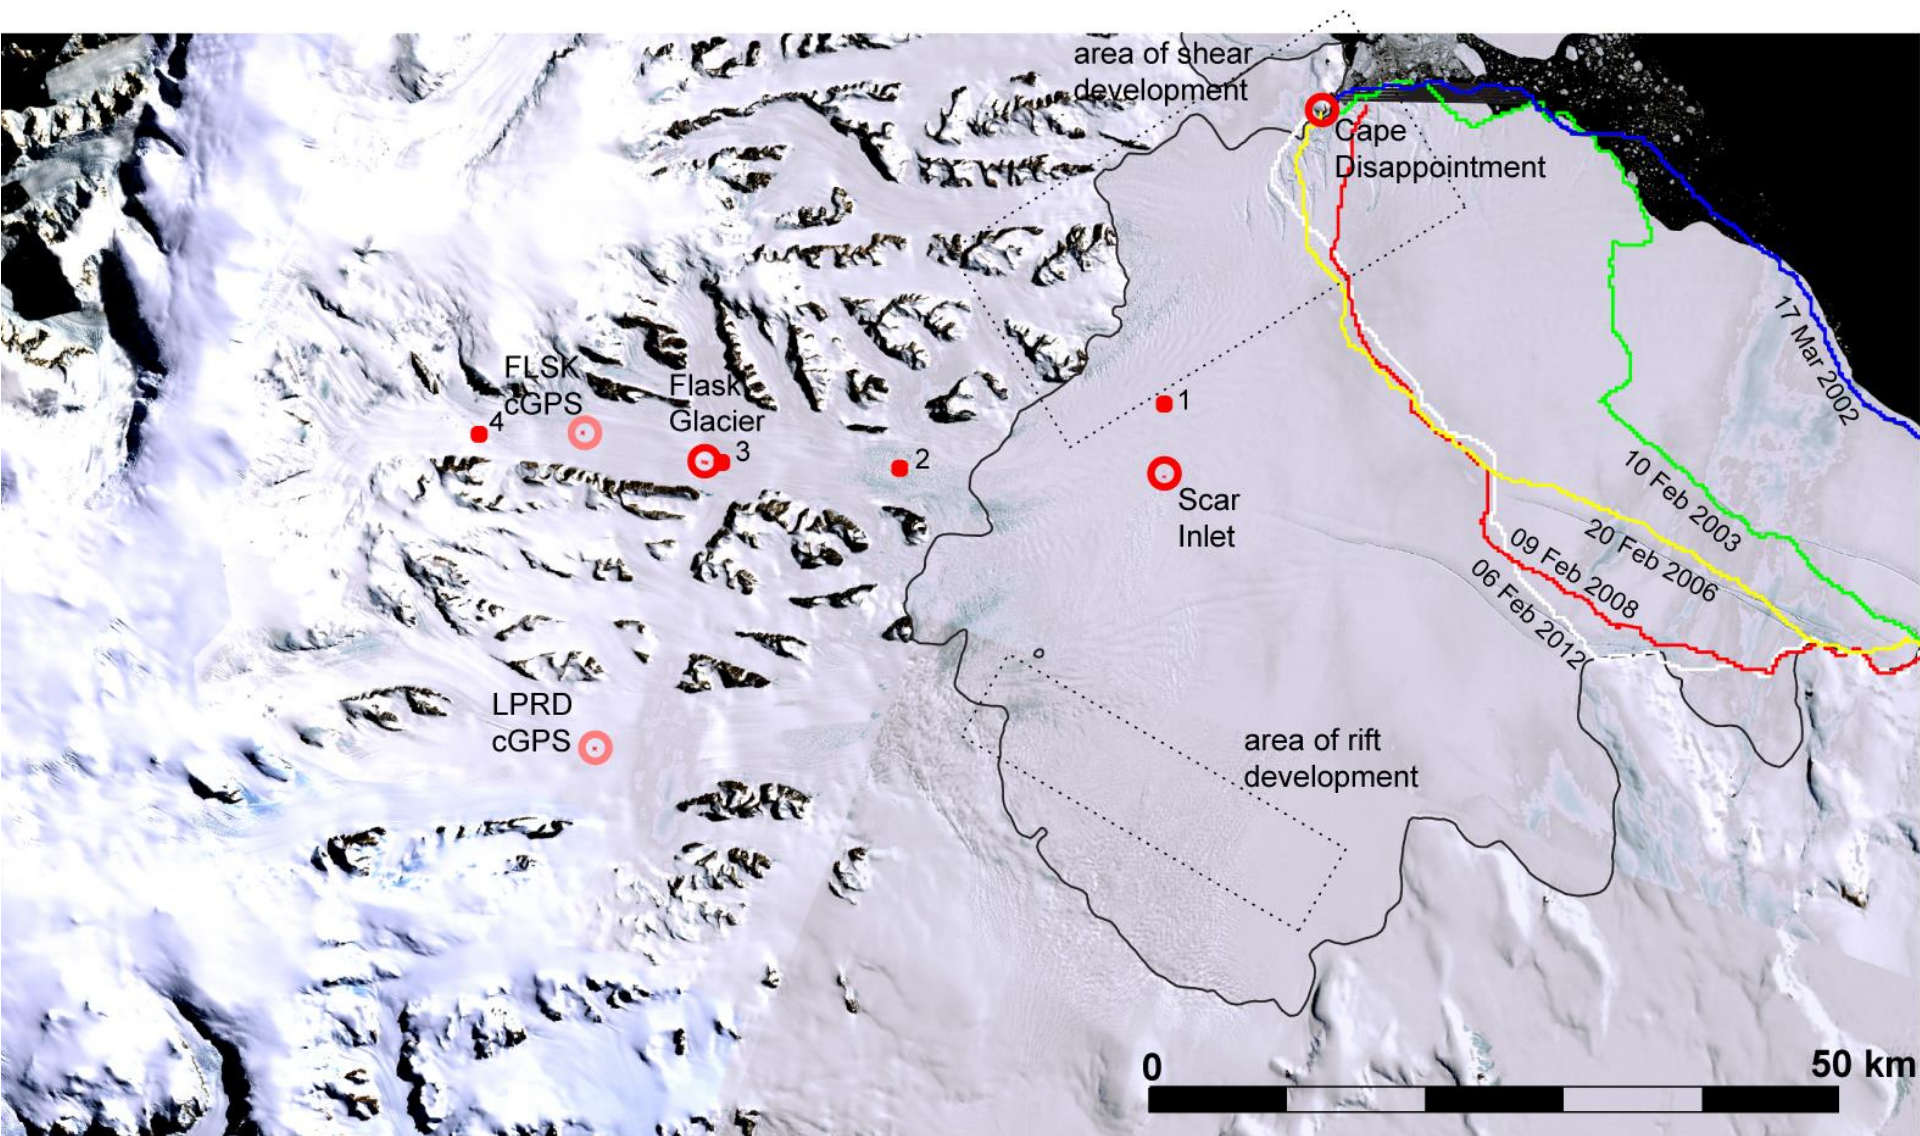 area of shear
development
Cape
Disappointment
17 Mar 2002
FLSK
cGPS
Flask
Glacier
4
3
2
1
Scar
Inlet
10 Feb 2003
20 Feb 2006
09 Feb 2008
06 Feb 2012
LPRD
cGPS
area of rift
development
0
50 km